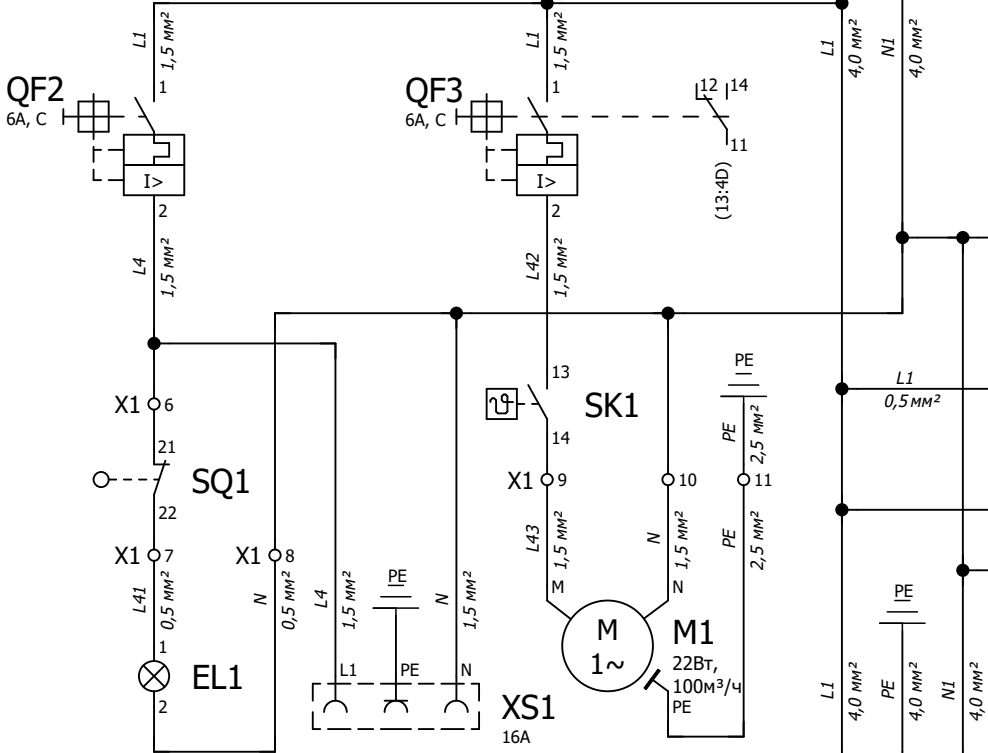 L1
1,5 мм²
L1
1,5 мм²
L1
4,0 мм²
N1
4,0 мм²
QF2
6А, С
1
I>
2
QF3
6А, С
1
I>
2
12
14
11
(13:4D)
L4
1,5 мм²
L42
1,5 мм²
X1
6
21
SQ1
22
X1
7
X1
8
13
SK1
14
X1
9
10
11
PE
PE
2,5 мм²
L1
0,5 мм²
L41
0,5 мм²
N
0,5 мм²
L4
1,5 мм²
PE
N
1,5 мм²
L43
1,5 мм²
N
1,5 мм²
PE
2,5 мм²
1
EL1
2
L1
PE
N
XS1
16А
M
N
M
1~
M1
22Вт,
100м³/ч
PE
PE
L1
4,0 мм²
PE
4,0 мм²
N1
4,0 мм²